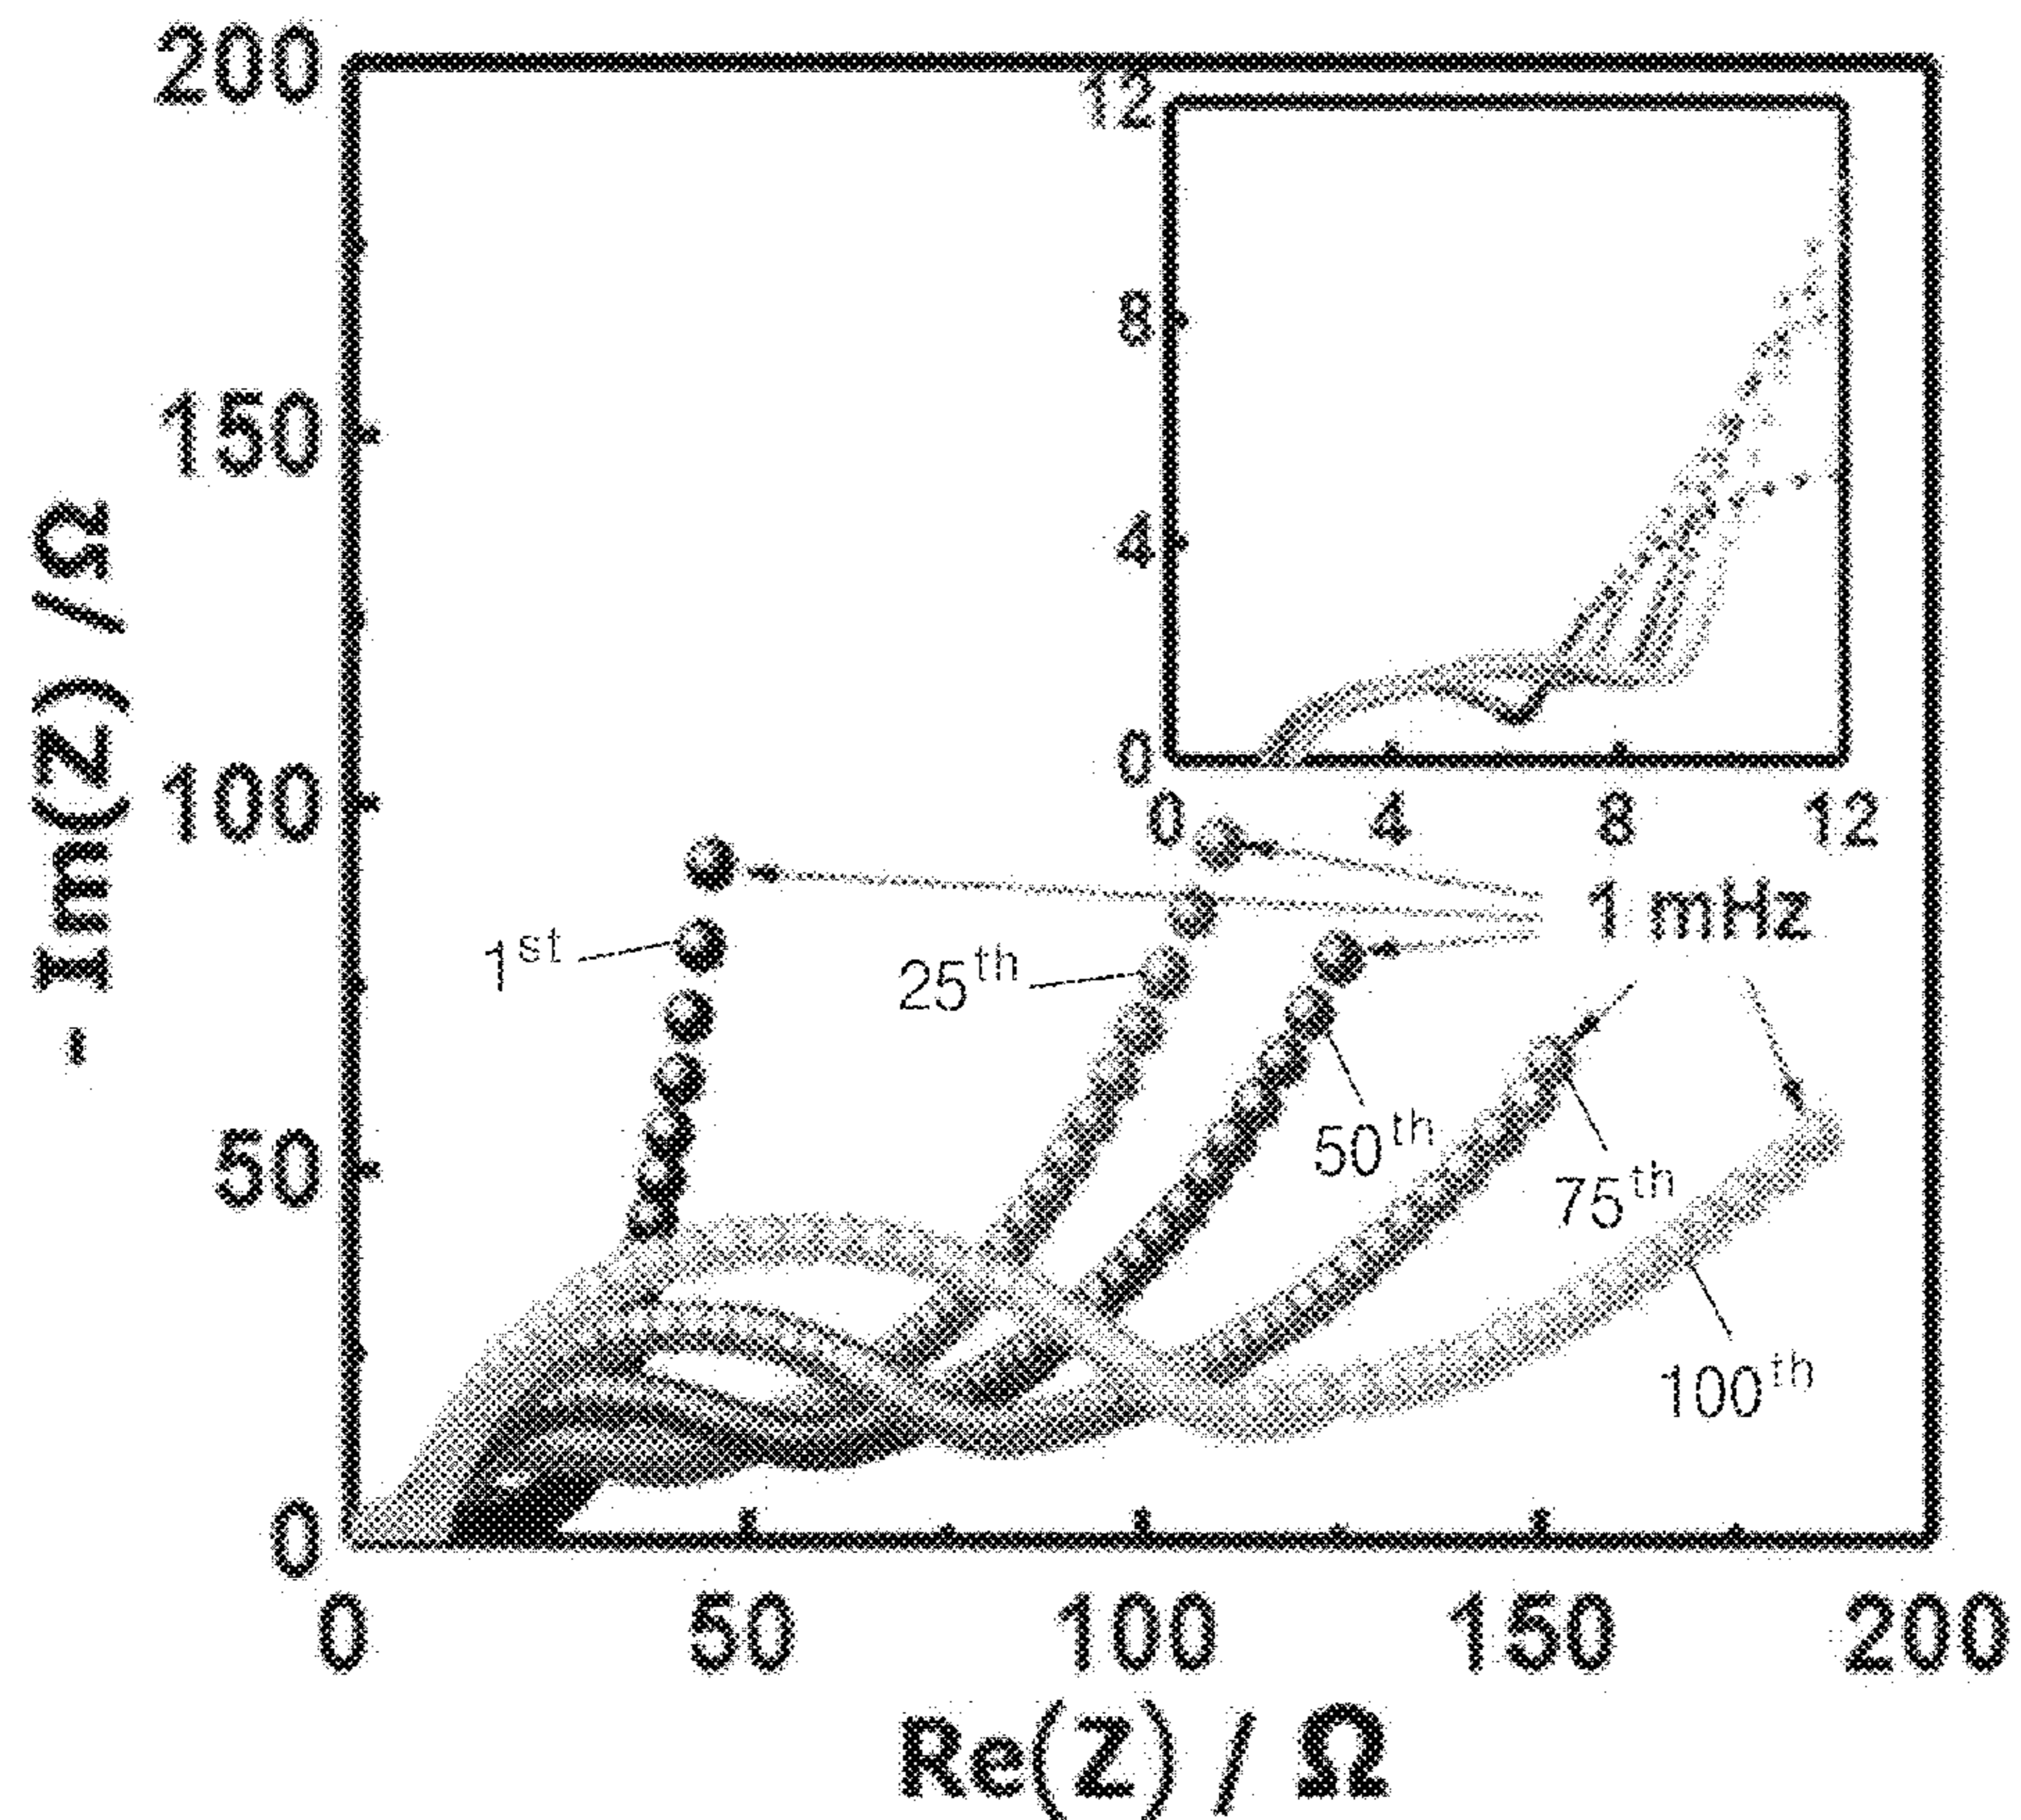 200
12
8
150
4
- Im(Z) / Ω
0
100
0 4 8 12
1 mHz
1st
25th
50th
50
75th
100th
0
0 50 100 150 200
Re(Z) / Ω